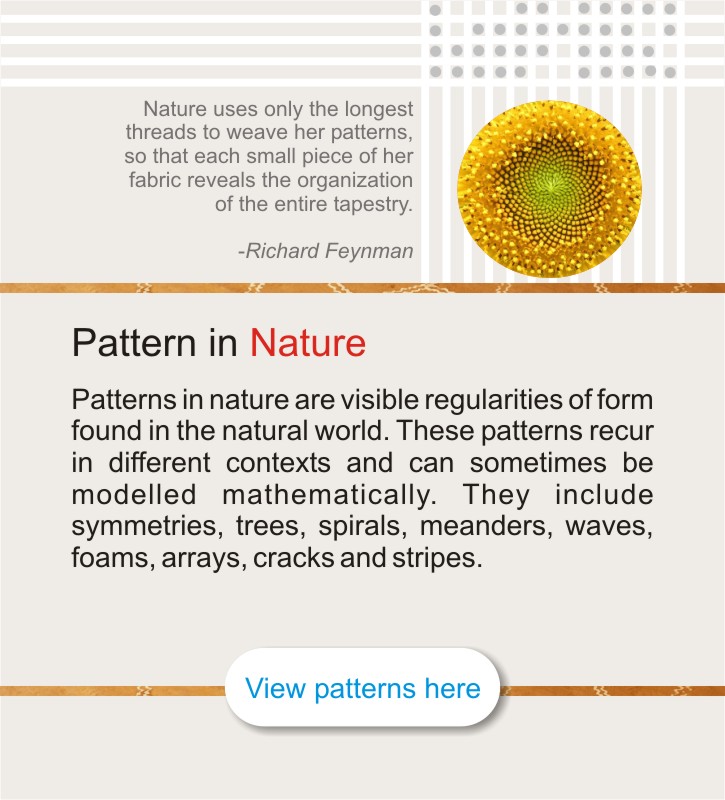 Nature uses only the longest
threads to weave her patterns,
so that each small piece of her
fabric reveals the organization
of the entire tapestry.
-Richard Feynman
Pattern in Nature
Patterns in nature are visible regularities of form
found in the natural world. These patterns recur
in different contexts and can sometimes be
modelled mathematically. They include
symmetries, trees, spirals, meanders, waves,
foams, arrays, cracks and stripes.
View patterns here